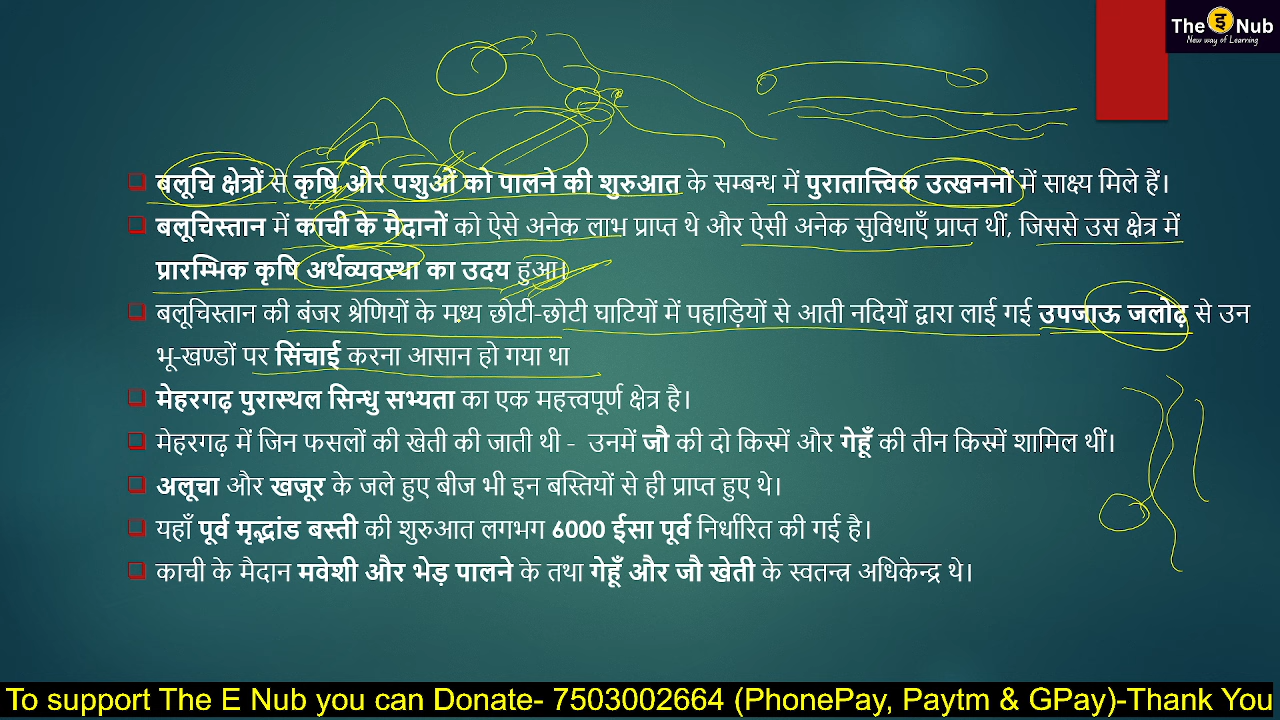 The इ Nub
New way of Learning
बलूचि क्षेत्रों से कृषि और पशुओं को पालने की शुरुआत के सम्बन्ध में पुरातात्त्विक उत्खननों में साक्ष्य मिले हैं।
बलूचिस्तान में काची के मैदानों को ऐसे अनेक लाभ प्राप्त थे और ऐसी अनेक सुविधाएँ प्राप्त थीं, जिससे उस क्षेत्र में
प्रारम्भिक कृषि अर्थव्यवस्था का उदय हुआ।
बलूचिस्तान की बंजर श्रेणियों के मध्य छोटी-छोटी घाटियों में पहाड़ियों से आती नदियों द्वारा लाई गई उपजाऊ जलोढ़ से उन
भू-खण्डों पर सिंचाई करना आसान हो गया था
मेहरगढ़ पुरास्थल सिन्धु सभ्यता का एक महत्त्वपूर्ण क्षेत्र है।
मेहरगढ़ में जिन फसलों की खेती की जाती थी - उनमें जौ की दो किस्में और गेहूँ की तीन किस्में शामिल थीं।
अलूचा और खजूर के जले हुए बीज भी इन बस्तियों से ही प्राप्त हुए थे।
यहाँ पूर्व मृद्भांड बस्ती की शुरुआत लगभग 6000 ईसा पूर्व निर्धारित की गई है।
काची के मैदान मवेशी और भेड़ पालने के तथा गेहूँ और जौ खेती के स्वतन्त्र अधिकेन्द्र थे।
To support The E Nub you can Donate- 7503002664 (PhonePay, Paytm & GPay)-Thank You